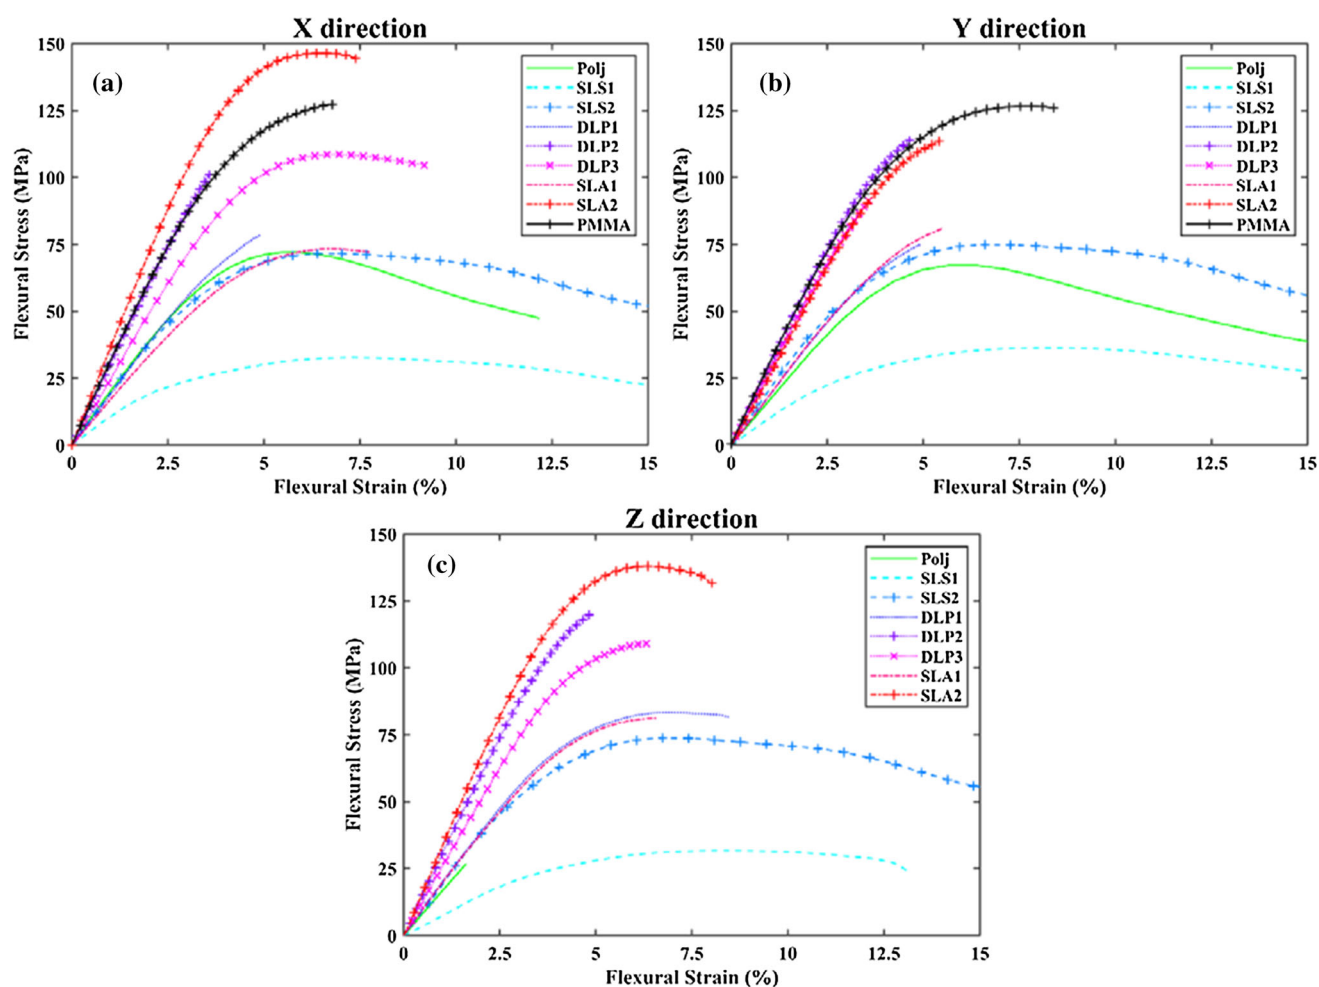 X direction
(a)
Flexural Stress (MPa)
150
125
100
75
50
25
0
0 2.5 5 7.5 10 12.5 15
Flexural Strain (%)
Polj
SLS1
SLS2
DLP1
DLP2
DLP3
SLA1
SLA2
PMMA
Y direction
(b)
Flexural Stress (MPa)
150
125
100
75
50
25
0
0 2.5 5 7.5 10 12.5 15
Flexural Strain (%)
Polj
SLS1
SLS2
DLP1
DLP2
DLP3
SLA1
SLA2
PMMA
Z direction
(c)
Flexural Stress (MPa)
150
125
100
75
50
25
0
0 2.5 5 7.5 10 12.5 15
Flexural Strain (%)
Polj
SLS1
SLS2
DLP1
DLP2
DLP3
SLA1
SLA2